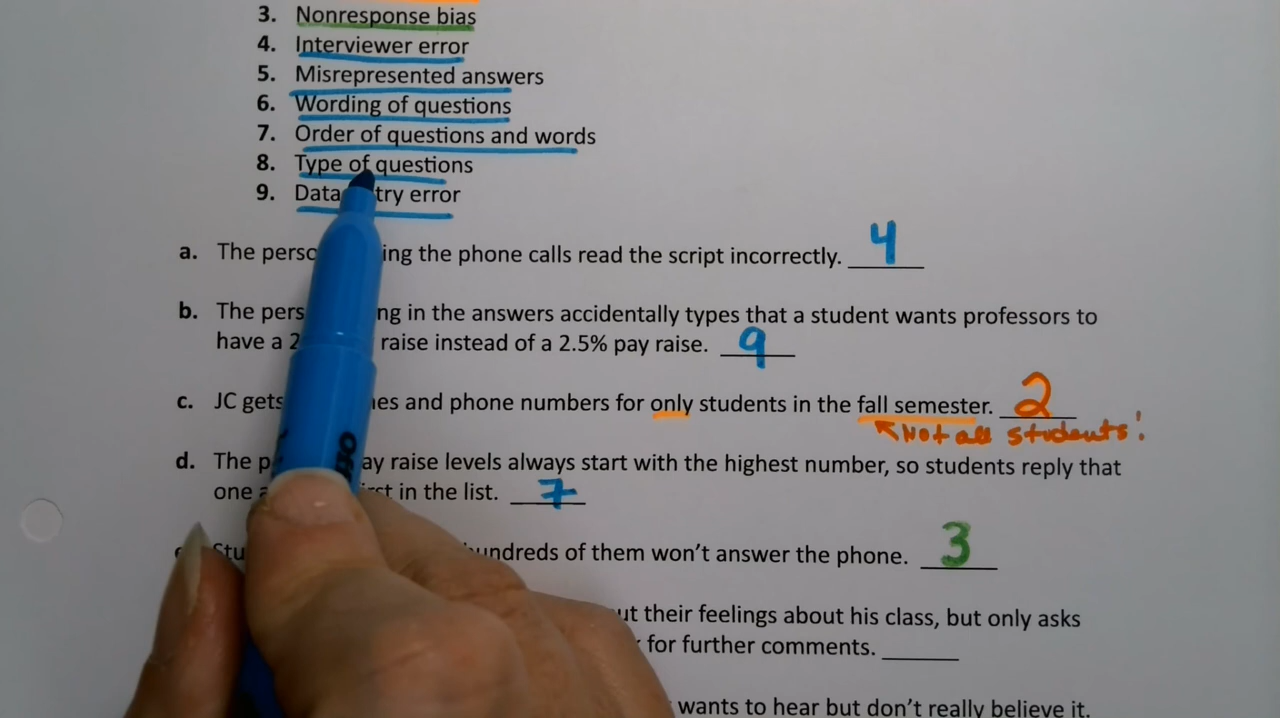 3. Nonresponse bias
4. Interviewer error
5. Misrepresented answers
6. Wording of questions
7. Order of questions and words
8. Type of questions
9. Data try error
a. The perso ing the phone calls read the script incorrectly. 4
b. The pers ng in the answers accidentally types that a student wants professors to
have a 2 raise instead of a 2.5% pay raise. 9
c. JC gets es and phone numbers for only students in the fall semester. 2
Not all students!
d. The p ay raise levels always start with the highest number, so students reply that
one rst in the list. 7
Stu undreds of them won't answer the phone. 3
ut their feelings about his class, but only asks
for further comments.
wants to hear but don't really believe it.